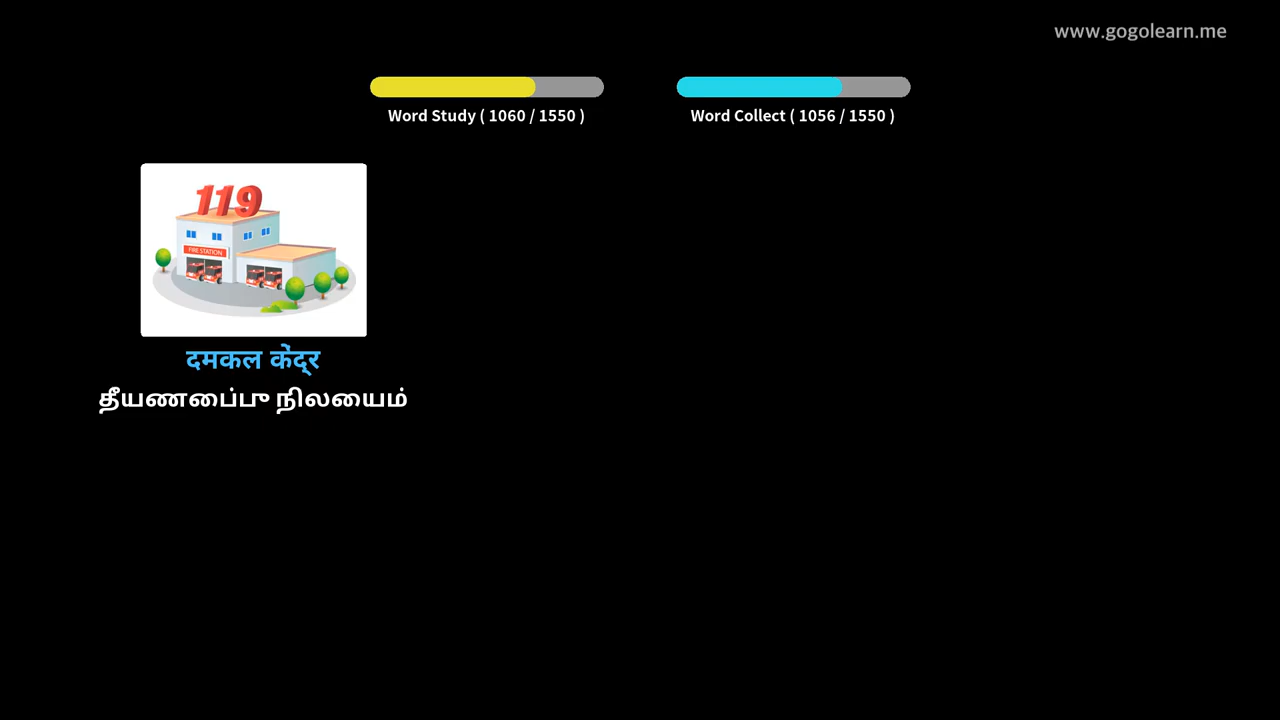 www.gogolearn.me
Word Study ( 1060 / 1550 )
Word Collect ( 1056 / 1550 )
119
FIRE STATION
दमकल केंद्र
தீயணைப்பு நிலையம்